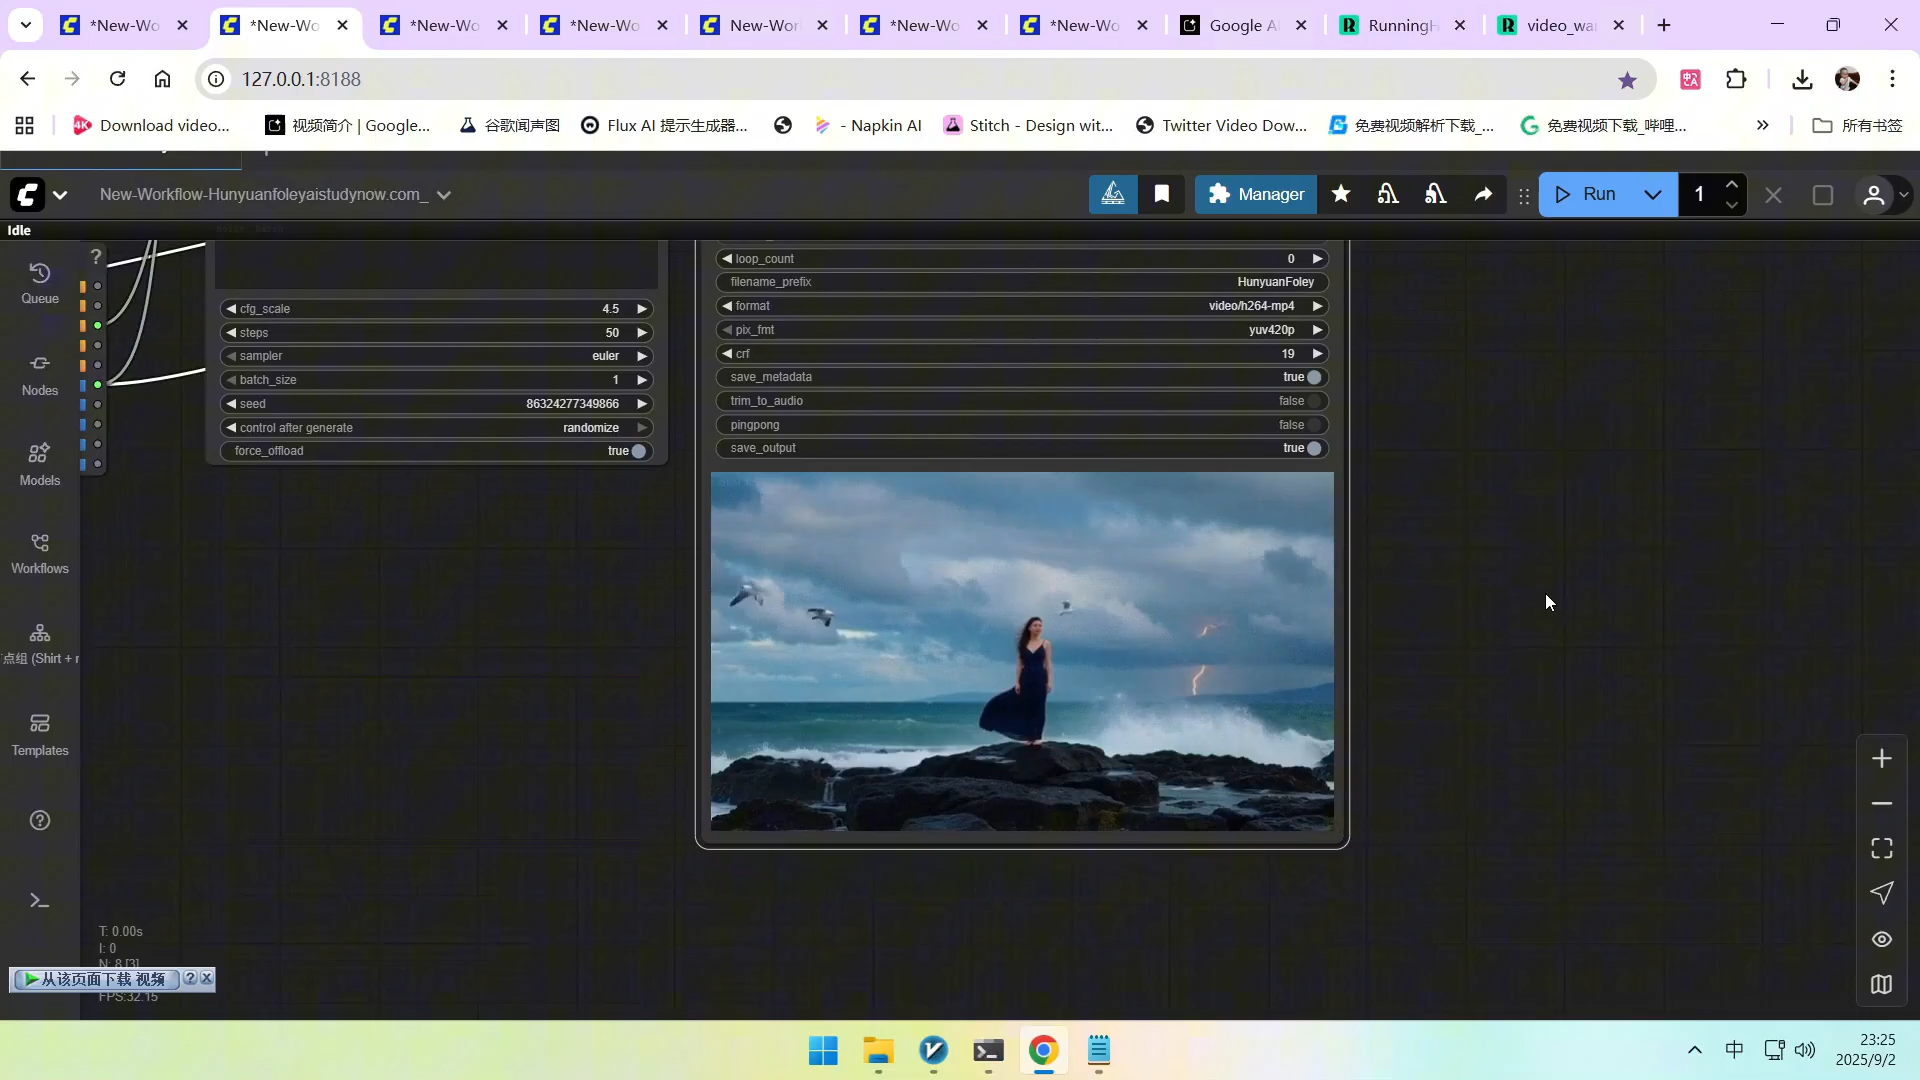 *New-Wo
*New-Wo
*New-Wo
*New-Wo
New-Wor
*New-Wo
*New-Wo
Google A
RunningH
video_wa
127.0.0.1:8188
Download video...
视频简介 | Google...
谷歌闻声图
Flux AI 提示生成器...
- Napkin AI
Stitch - Design wit...
Twitter Video Dow...
免费视频解析下载_...
免费视频下载_哔哩...
所有书签
New-Workflow-Hunyuanfoleyaistudynow.com_
Manager
Run
1
Idle
Queue
Nodes
Models
Workflows
点组 (Shirt + r
Templates
cfg_scale 4.5
steps 50
sampler euler
batch_size 1
seed 86324277349866
control after generate randomize
force_offload true
loop_count 0
filename_prefix HunyuanFoley
format video/h264-mp4
pix_fmt yuv420p
crf 19
save_metadata true
trim_to_audio false
pingpong false
save_output true
T: 0.00s
I: 0
N: 8 [3]
从该页面下载 视频
FPS:32.15
中
23:25
2025/9/2